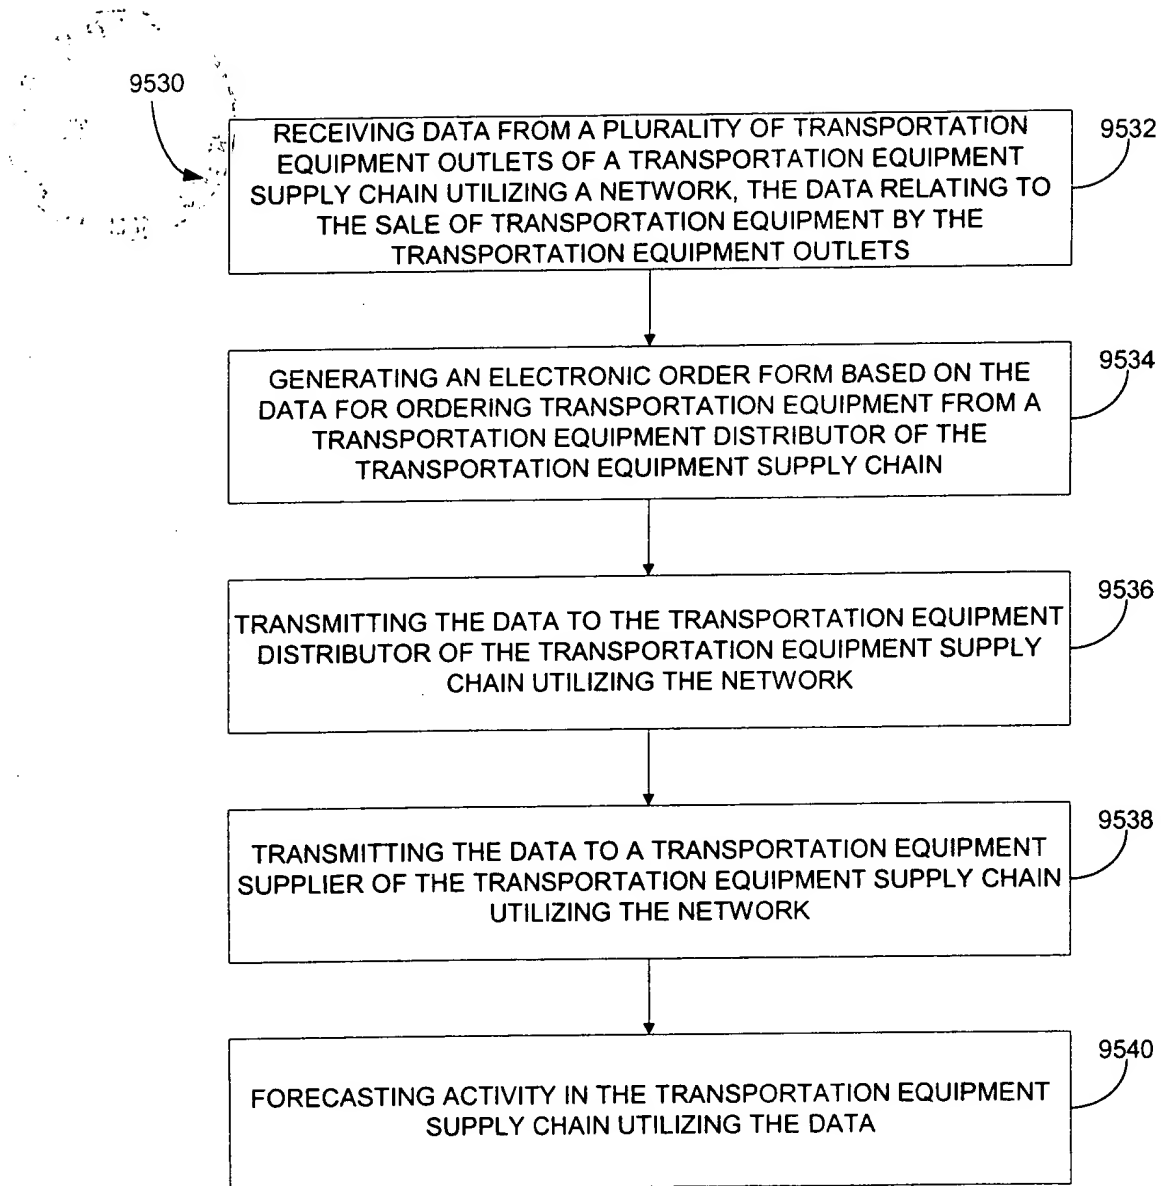 9530
RECEIVING DATA FROM A PLURALITY OF TRANSPORTATION
EQUIPMENT OUTLETS OF A TRANSPORTATION EQUIPMENT
SUPPLY CHAIN UTILIZING A NETWORK, THE DATA RELATING TO
THE SALE OF TRANSPORTATION EQUIPMENT BY THE
TRANSPORTATION EQUIPMENT OUTLETS
9532
GENERATING AN ELECTRONIC ORDER FORM BASED ON THE
DATA FOR ORDERING TRANSPORTATION EQUIPMENT FROM A
TRANSPORTATION EQUIPMENT DISTRIBUTOR OF THE
TRANSPORTATION EQUIPMENT SUPPLY CHAIN
9534
TRANSMITTING THE DATA TO THE TRANSPORTATION EQUIPMENT
DISTRIBUTOR OF THE TRANSPORTATION EQUIPMENT SUPPLY
CHAIN UTILIZING THE NETWORK
9536
TRANSMITTING THE DATA TO A TRANSPORTATION EQUIPMENT
SUPPLIER OF THE TRANSPORTATION EQUIPMENT SUPPLY CHAIN
UTILIZING THE NETWORK
9538
FORECASTING ACTIVITY IN THE TRANSPORTATION EQUIPMENT
SUPPLY CHAIN UTILIZING THE DATA
9540